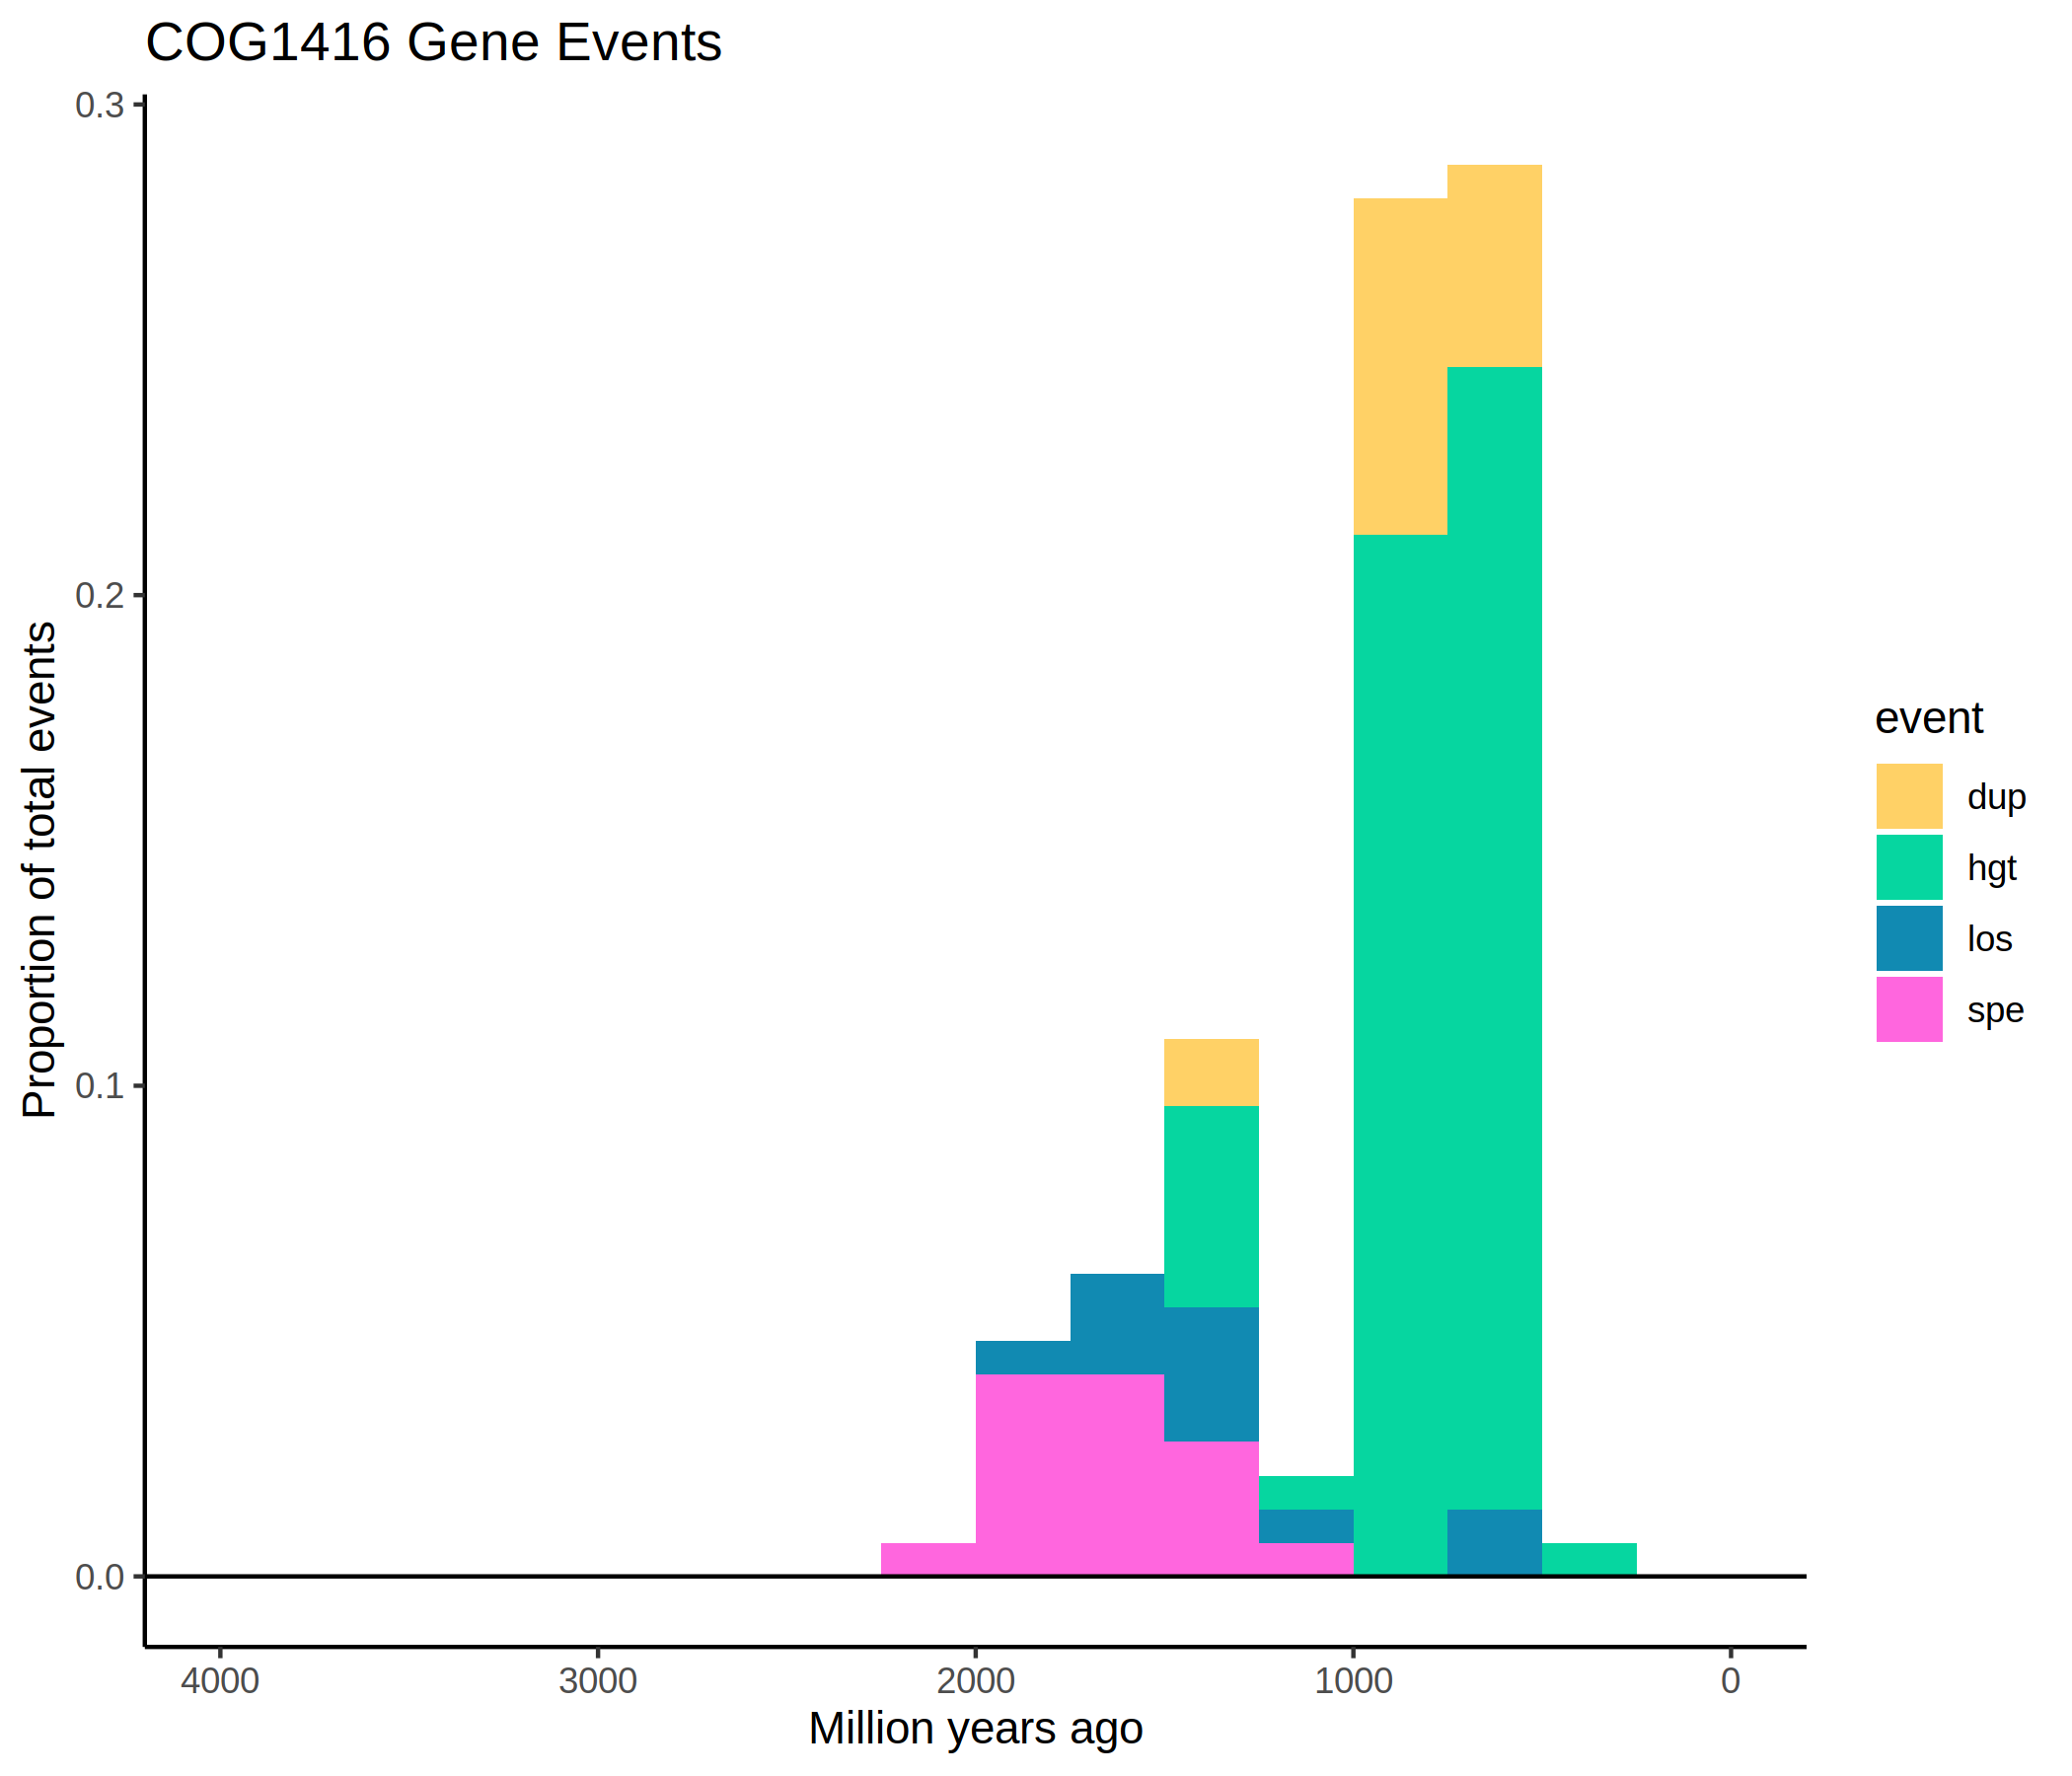 COG1416 Gene Events
0.3
0.2
0.1
0.0
Proportion of total events
4000 3000 2000 1000 0
Million years ago
event
dup
hgt
los
spe